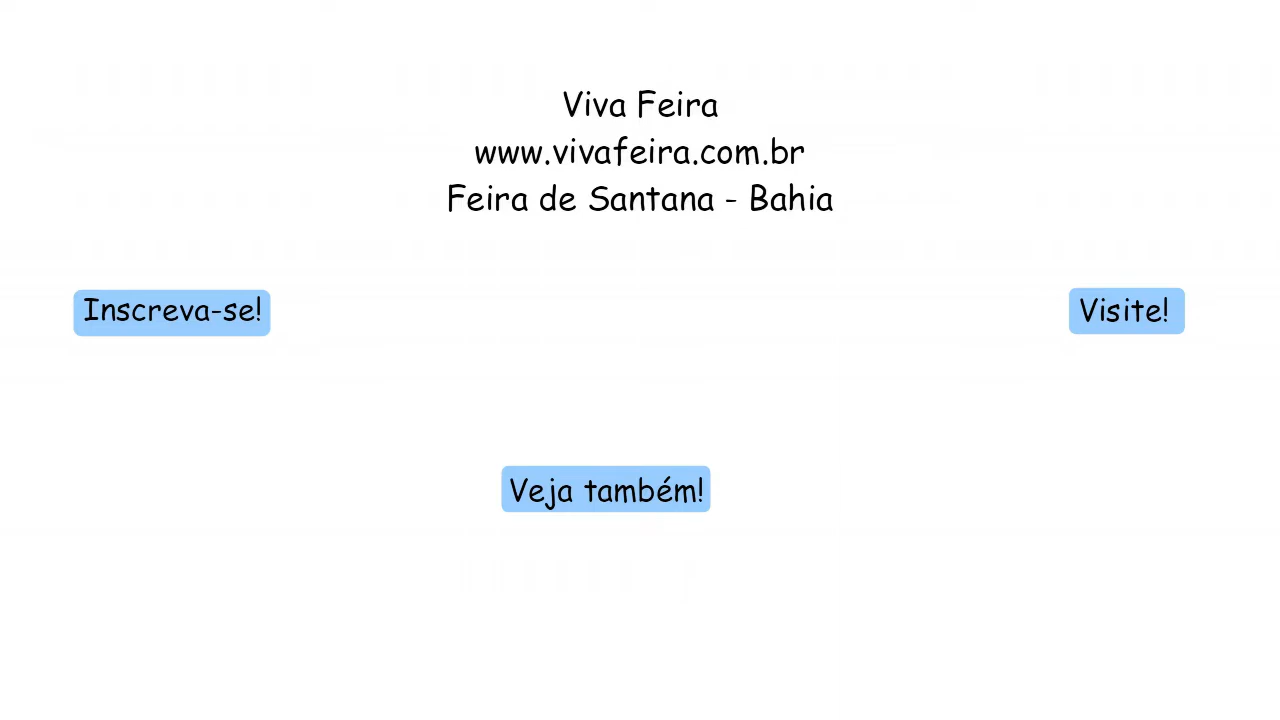 Viva Feira
www.vivafeira.com.br
Feira de Santana - Bahia
Inscreva-se!
Visite!
Veja também!